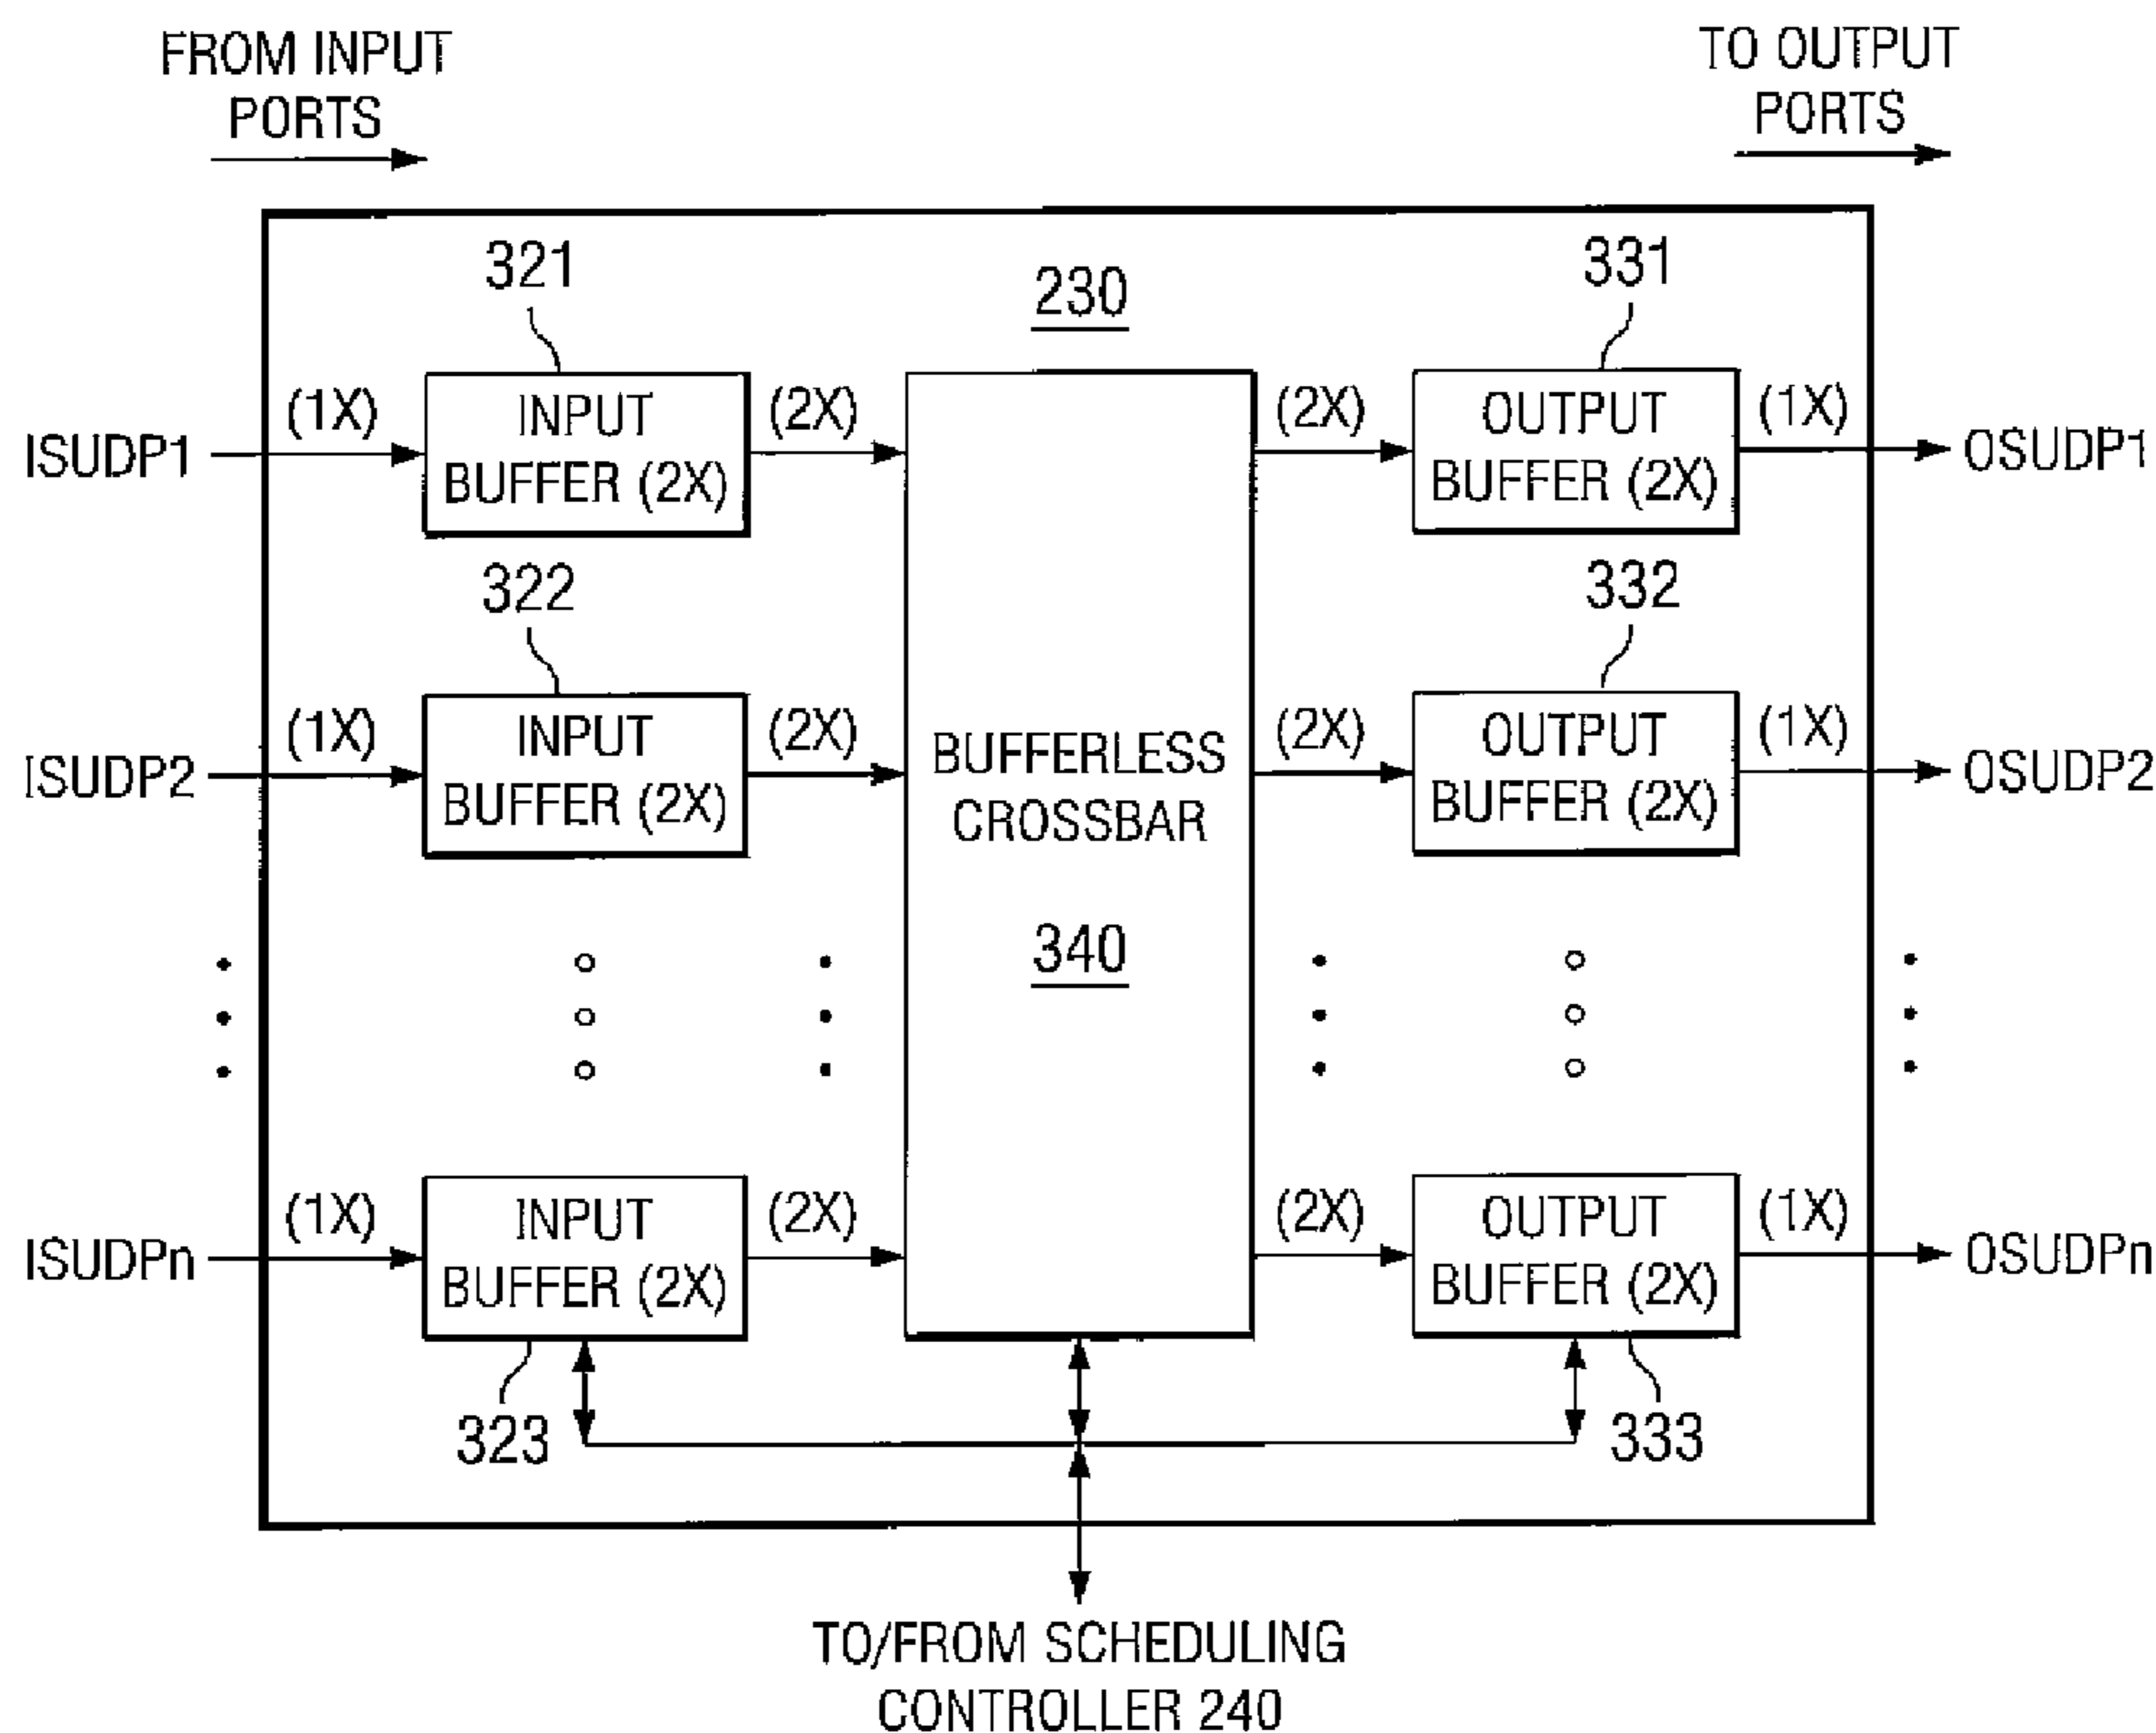 FROM INPUT
PORTS
TO OUTPUT
PORTS
321
230
331
ISUDP1
(1X)
INPUT
BUFFER (2X)
(2X)
(2X)
OUTPUT
BUFFER (2X)
(1X)
OSUDP1
322
332
ISUDP2
(1X)
INPUT
BUFFER (2X)
(2X)
BUFFERLESS
CROSSBAR
340
(2X)
OUTPUT
BUFFER (2X)
(1X)
OSUDP2
ISUDPn
(1X)
INPUT
BUFFER (2X)
(2X)
(2X)
OUTPUT
BUFFER (2X)
(1X)
OSUDPn
323
333
TO/FROM SCHEDULING
CONTROLLER 240